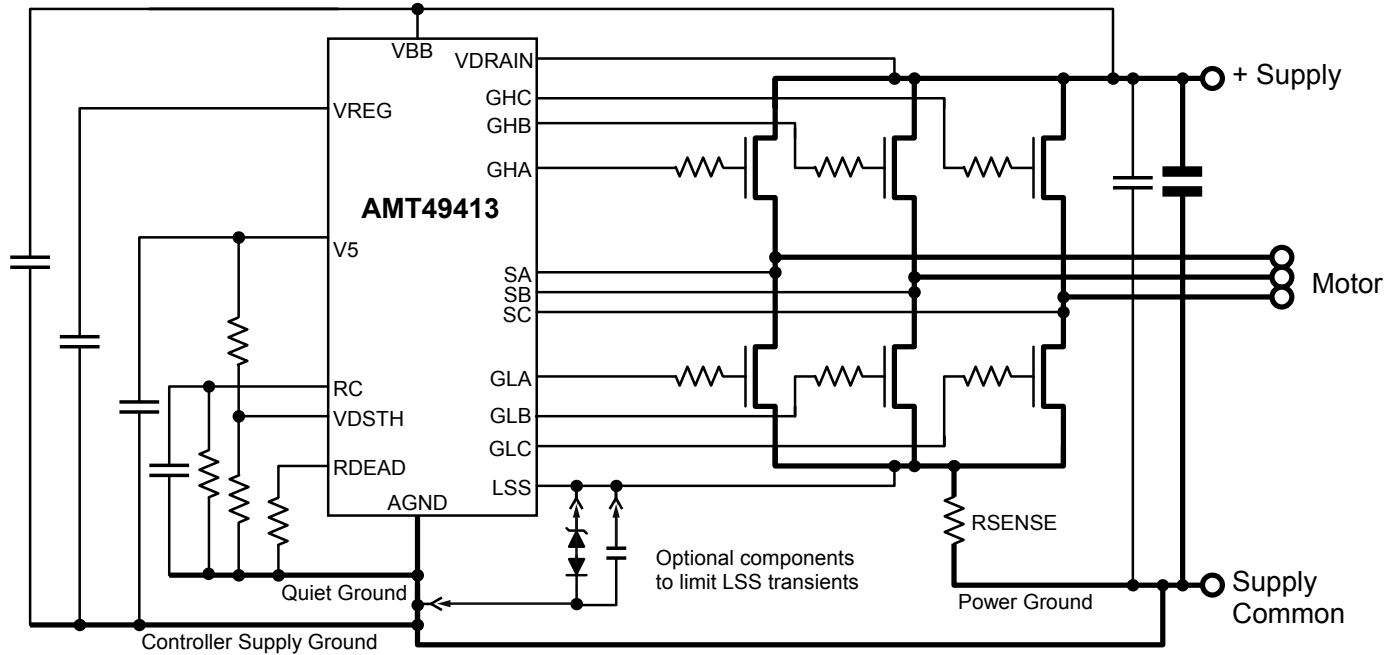 VBB
VDRAIN
+ Supply
VREG
GHC
GHB
GHA
AMT49413
V5
SA
SB
SC
Motor
GLA
RC
VDSTH
GLB
GLC
RDEAD
LSS
AGND
RSENSE
Optional components
to limit LSS transients
Quiet Ground
Power Ground
Supply
Common
Controller Supply Ground